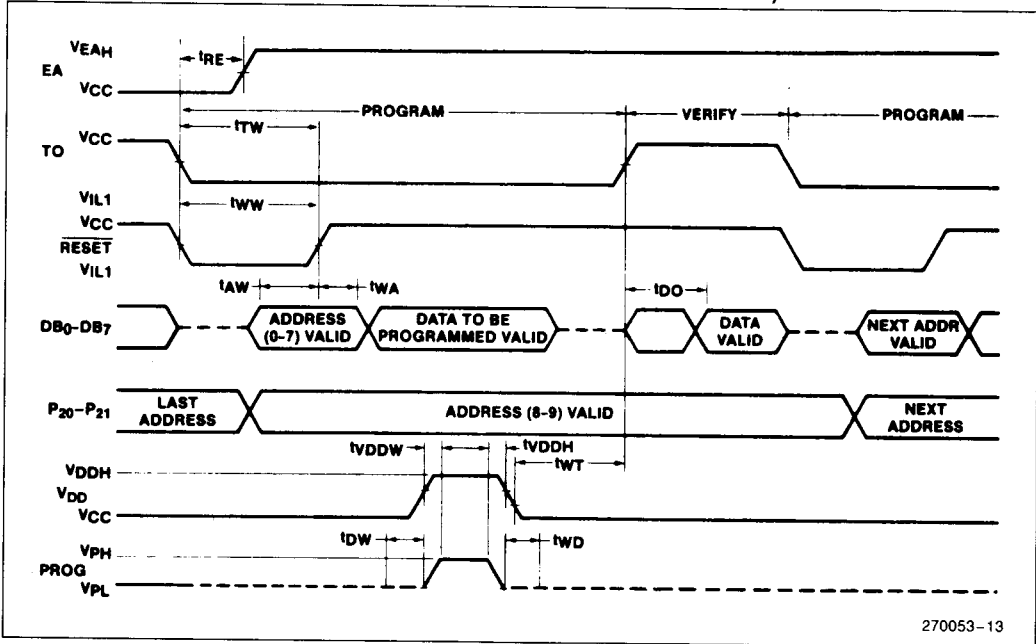 VEAH
tRE
EA
VCC
PROGRAM
VERIFY
PROGRAM
tTW
VCC
TO
VIL1
tWW
VCC
RESET
VIL1
tAW
tWA
tDO
DB0–DB7
ADDRESS
(0–7) VALID
DATA TO BE
PROGRAMMED VALID
DATA
VALID
NEXT ADDR
VALID
P20–P21
LAST
ADDRESS
ADDRESS (8–9) VALID
NEXT
ADDRESS
tVDDW
tVDDH
tWT
VDDH
VDD
VCC
tDW
tWD
VPH
PROG
VPL
270053–13